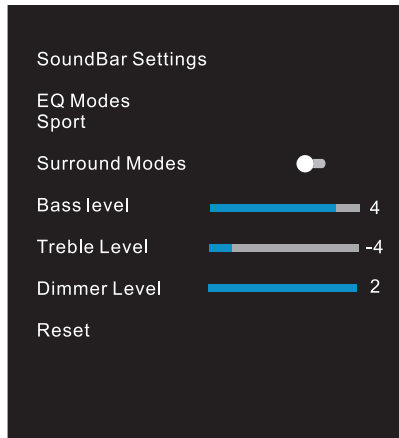 SoundBar Settings
EQ Modes
Sport
Surround Modes
Bass level 4
Treble Level -4
Dimmer Level 2
Reset